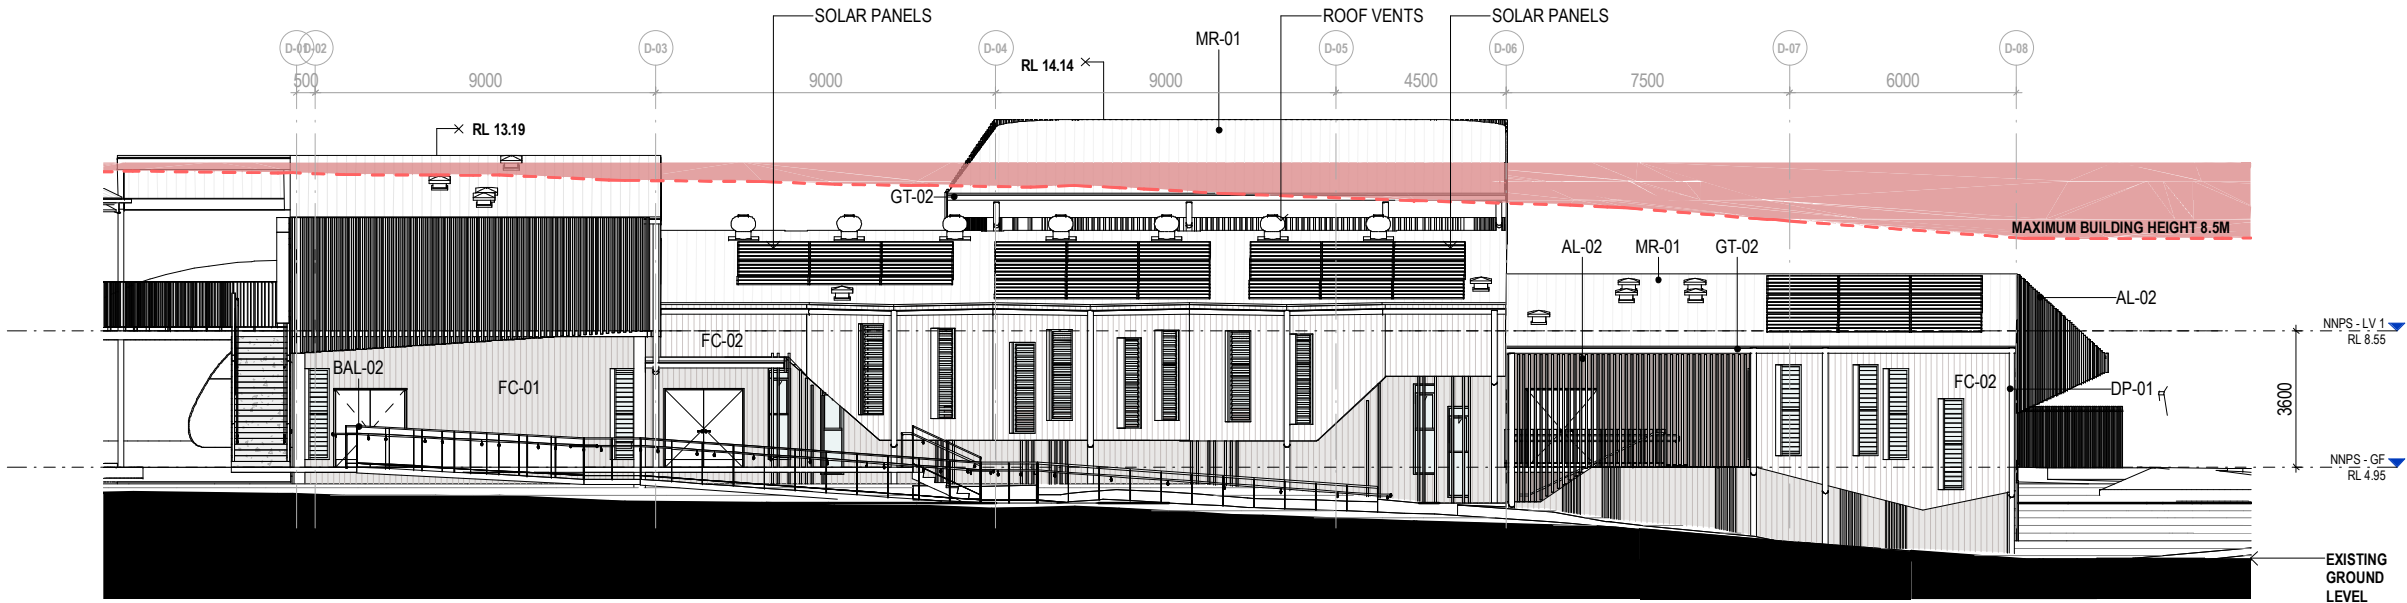 SOLAR PANELS
ROOF VENTS
SOLAR PANELS
D-01
D-02
D-03
D-04
D-05
D-06
D-07
D-08
MR-01
RL 14.14
500
9000
9000
9000
4500
7500
6000
RL 13.19
GT-02
MAXIMUM BUILDING HEIGHT 8.5M
AL-02
MR-01
GT-02
AL-02
NNPS - LV 1
RL 8.55
FC-02
BAL-02
FC-01
FC-02
DP-01
3600
NNPS - GF
RL 4.95
EXISTING
GROUND
LEVEL